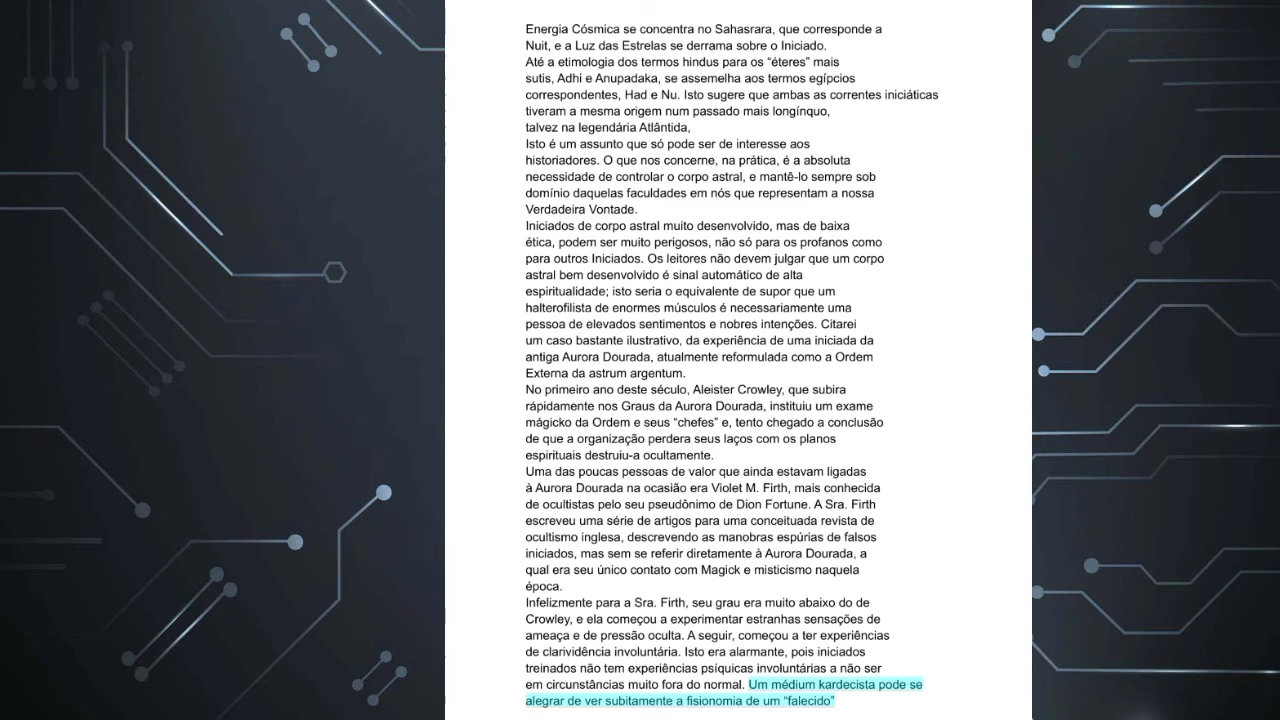 Energia Cósmica se concentra no Sahasrara, que corresponde a
Nuit, e a Luz das Estrelas se derrama sobre o Iniciado.
Até a etimologia dos termos hindus para os “éteres” mais
sutis, Adhi e Anupadaka, se assemelha aos termos egípcios
correspondentes, Had e Nu. Isto sugere que ambas as correntes iniciáticas
tiveram a mesma origem num passado mais longínquo,
talvez na legendária Atlântida,
Isto é um assunto que só pode ser de interesse aos
historiadores. O que nos concerne, na prática, é a absoluta
necessidade de controlar o corpo astral, e mantê-lo sempre sob
domínio daquelas faculdades em nós que representam a nossa
Verdadeira Vontade.
Iniciados de corpo astral muito desenvolvido, mas de baixa
ética, podem ser muito perigosos, não só para os profanos como
para outros Iniciados. Os leitores não devem julgar que um corpo
astral bem desenvolvido é sinal automático de alta
espiritualidade; isto seria o equivalente de supor que um
halterofilista de enormes músculos é necessariamente uma
pessoa de elevados sentimentos e nobres intenções. Citarei
um caso bastante ilustrativo, da experiência de uma iniciada da
antiga Aurora Dourada, atualmente reformulada como a Ordem
Externa da astrum argentum.
No primeiro ano deste século, Aleister Crowley, que subira
rápidamente nos Graus da Aurora Dourada, instituiu um exame
mágicko da Ordem e seus “chefes” e, tento chegado a conclusão
de que a organização perdera seus laços com os planos
espirituais destruiu-a ocultamente.
Uma das poucas pessoas de valor que ainda estavam ligadas
à Aurora Dourada na ocasião era Violet M. Firth, mais conhecida
de ocultistas pelo seu pseudônimo de Dion Fortune. A Sra. Firth
escreveu uma série de artigos para uma conceituada revista de
ocultismo inglesa, descrevendo as manobras espúrias de falsos
iniciados, mas sem se referir diretamente à Aurora Dourada, a
qual era seu único contato com Magick e misticismo naquela
época.
Infelizmente para a Sra. Firth, seu grau era muito abaixo do de
Crowley, e ela começou a experimentar estranhas sensações de
ameaça e de pressão oculta. A seguir, começou a ter experiências
de clarividência involuntária. Isto era alarmante, pois iniciados
treinados não tem experiências psíquicas involuntárias a não ser
em circunstâncias muito fora do normal. Um médium kardecista pode se
alegrar de ver subitamente a fisionomia de um “falecido”